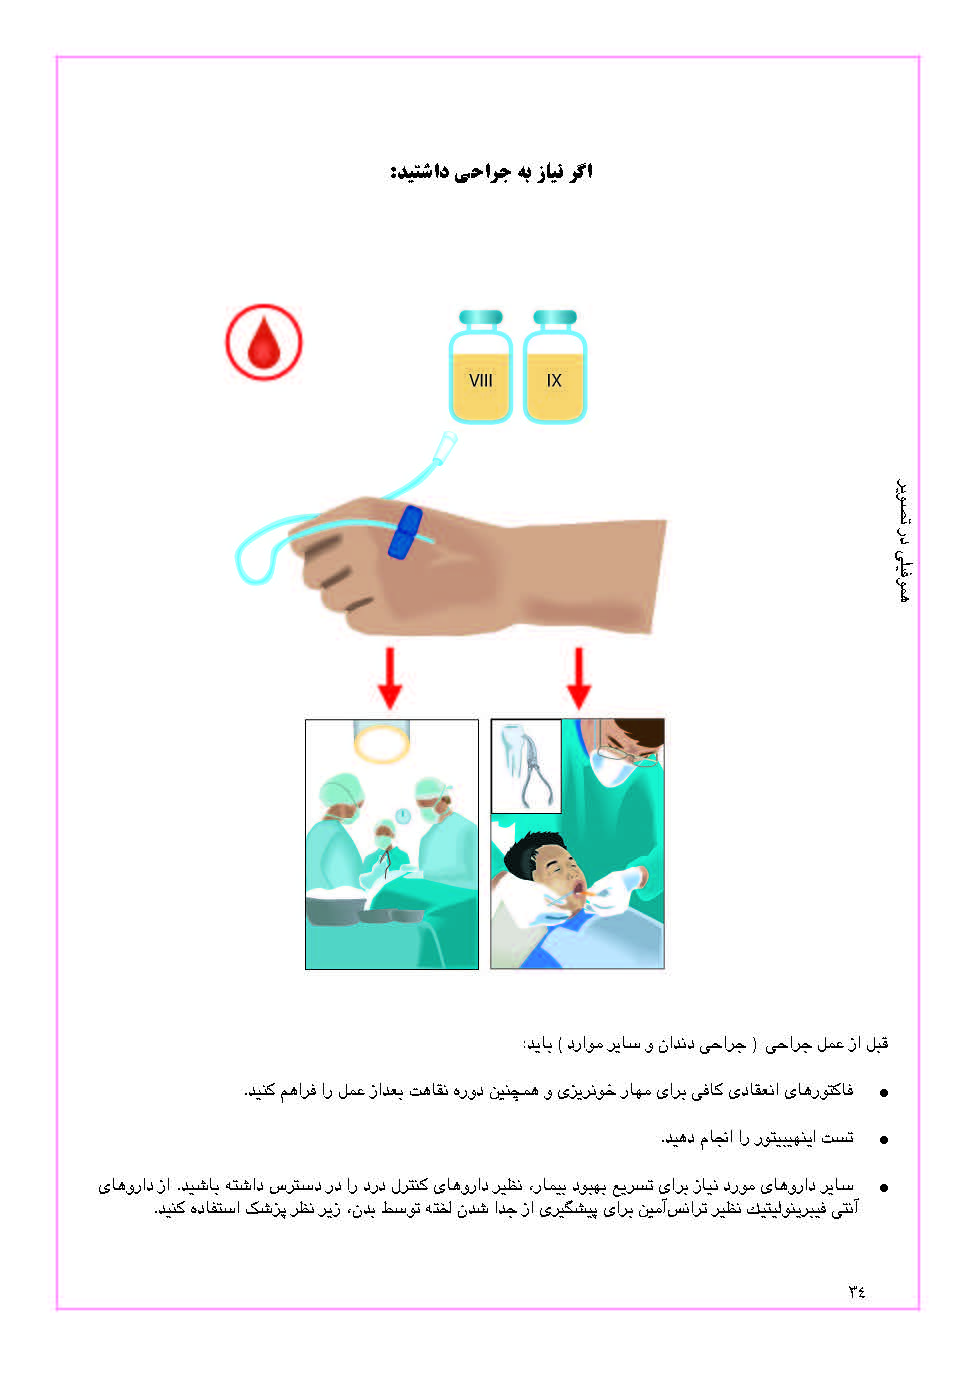 اگر نیاز به جراحی داشتید:
VIII
IX
هموفیلی در تصویر
قبل از عمل جراحی ( جراحی دندان و سایر موارد ) باید:
● فاکتورهای انعقادی کافی برای مهار خونریزی و همچنین دوره نقاهت بعداز عمل را فراهم کنید.
● تست اینهیبیتور را انجام دهید.
● سایر داروهای مورد نیاز برای تسریع بهبود بیمار، نظیر داروهای کنترل درد را در دسترس داشته باشید. از داروهای
آنتی فیبرینولیتیك نظیر ترانس‌آمین برای پیشگیری از جدا شدن لخته توسط بدن، زیر نظر پزشک استفاده کنید.
٣٤